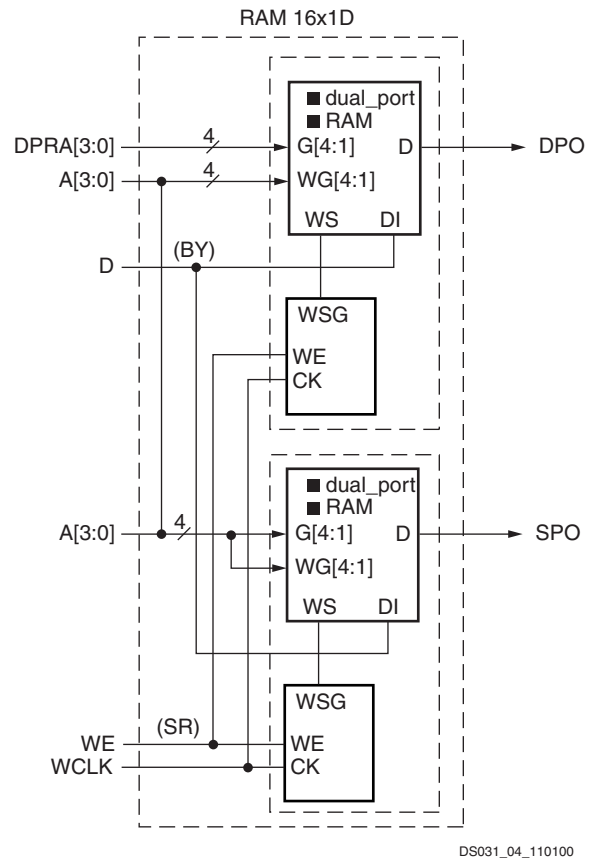 RAM 16x1D
dual_port
RAM
DPRA[3:0] 4 G[4:1] D DPO
A[3:0] 4 WG[4:1]
WS DI
D (BY)
WSG
WE
CK
dual_port
RAM
A[3:0] 4 G[4:1] D SPO
WG[4:1]
WS DI
WSG
WE (SR) WE
WCLK CK
DS031_04_110100